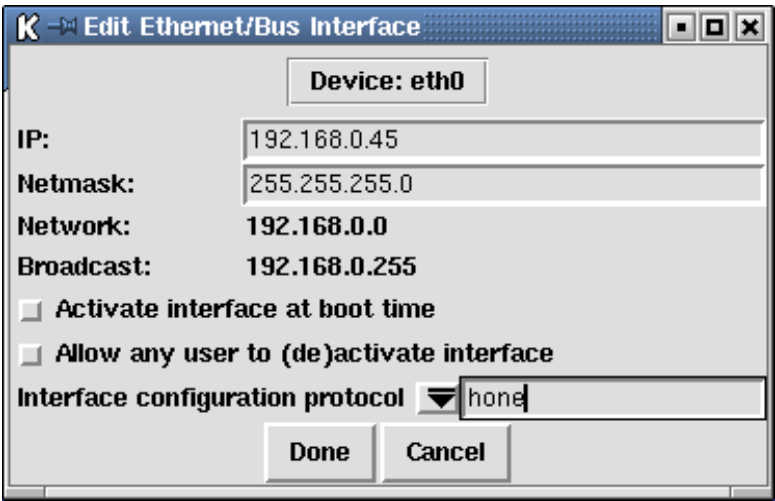 Edit Ethernet/Bus Interface
Device: eth0
IP: 192.168.0.45
Netmask: 255.255.255.0
Network: 192.168.0.0
Broadcast: 192.168.0.255
Activate interface at boot time
Allow any user to (de)activate interface
Interface configuration protocol hone
Done Cancel